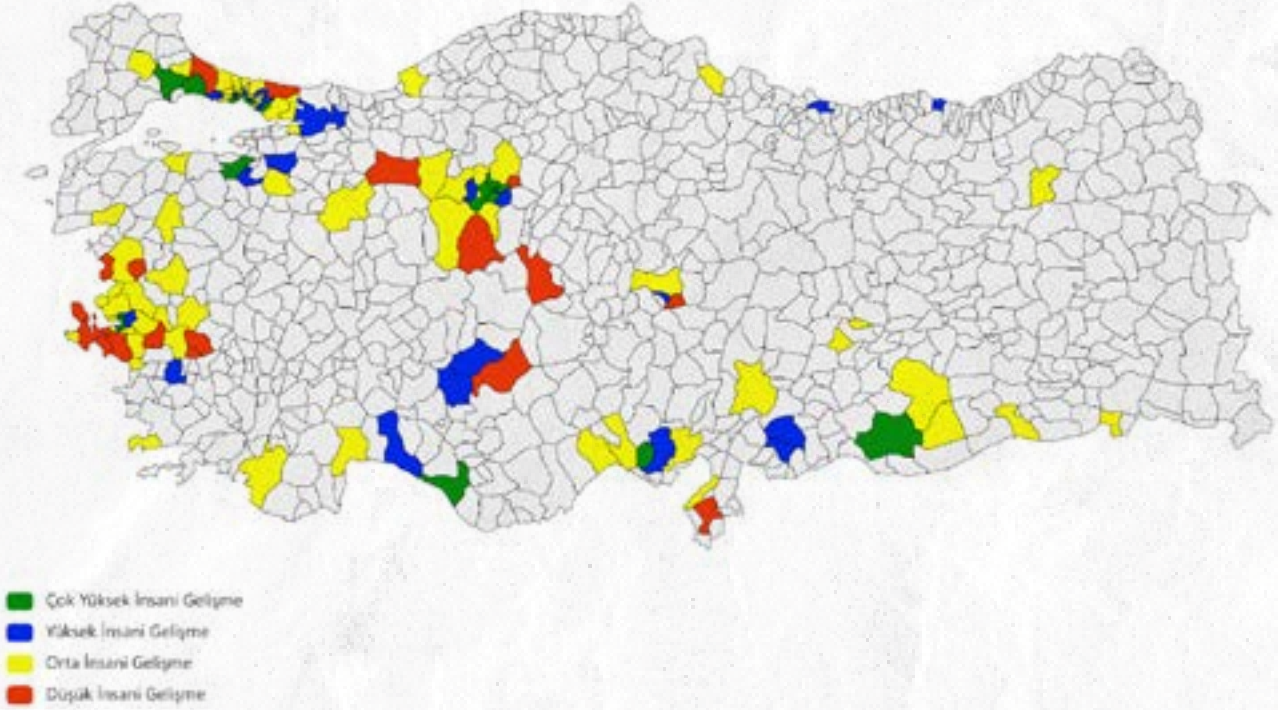 Çok Yüksek İnsani Gelişme
Yüksek İnsani Gelişme
Orta İnsani Gelişme
Düşük İnsani Gelişme